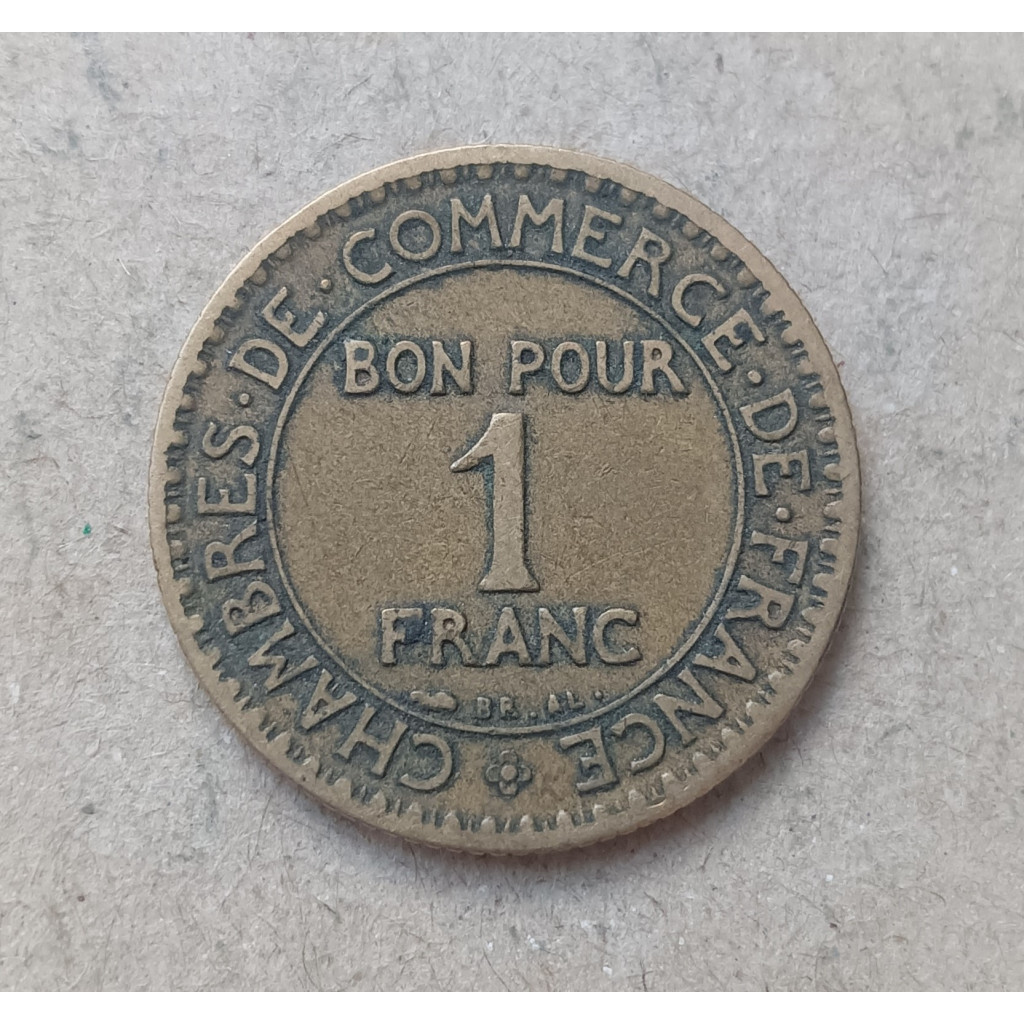 CHAMBRES·DE·COMMERCE·DE·FRANCE
BON POUR
1
FRANC
BR.AL.